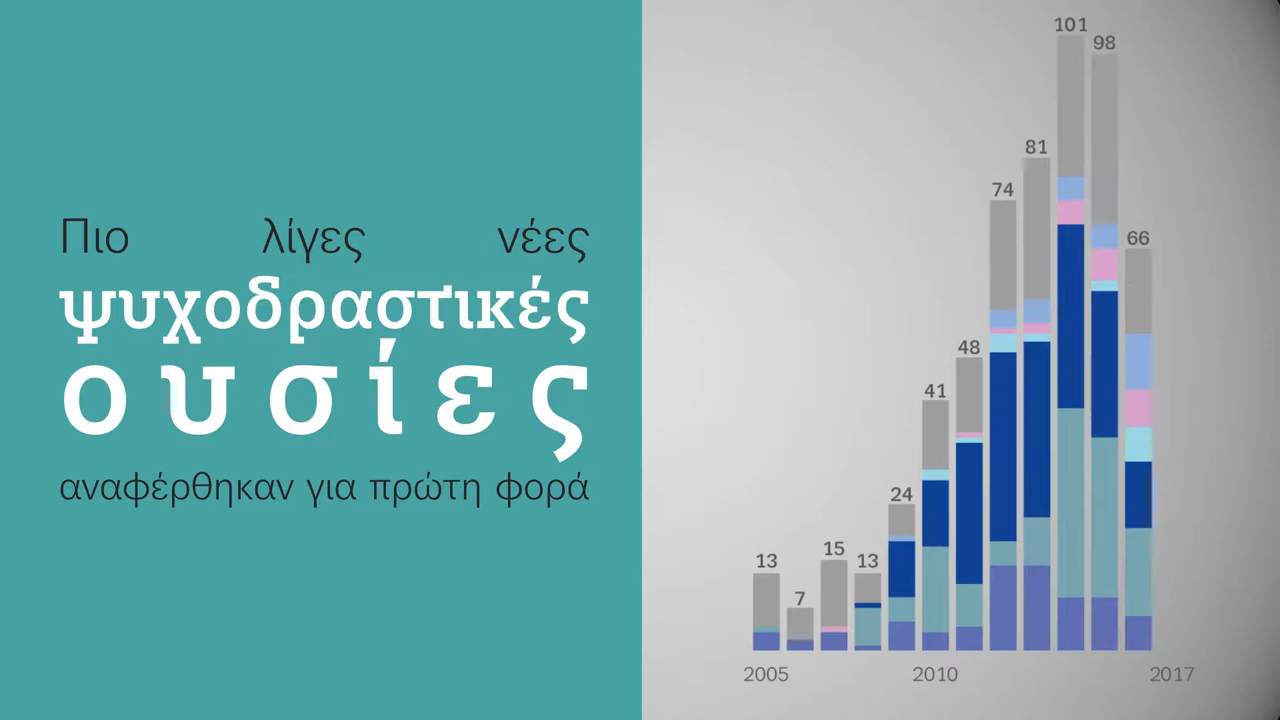 Πιο λίγες νέες
ψυχοδραστικές
ουσίες
αναφέρθηκαν για πρώτη φορά
101
98
81
74
66
48
41
24
15
13
13
7
2005 2010 2017